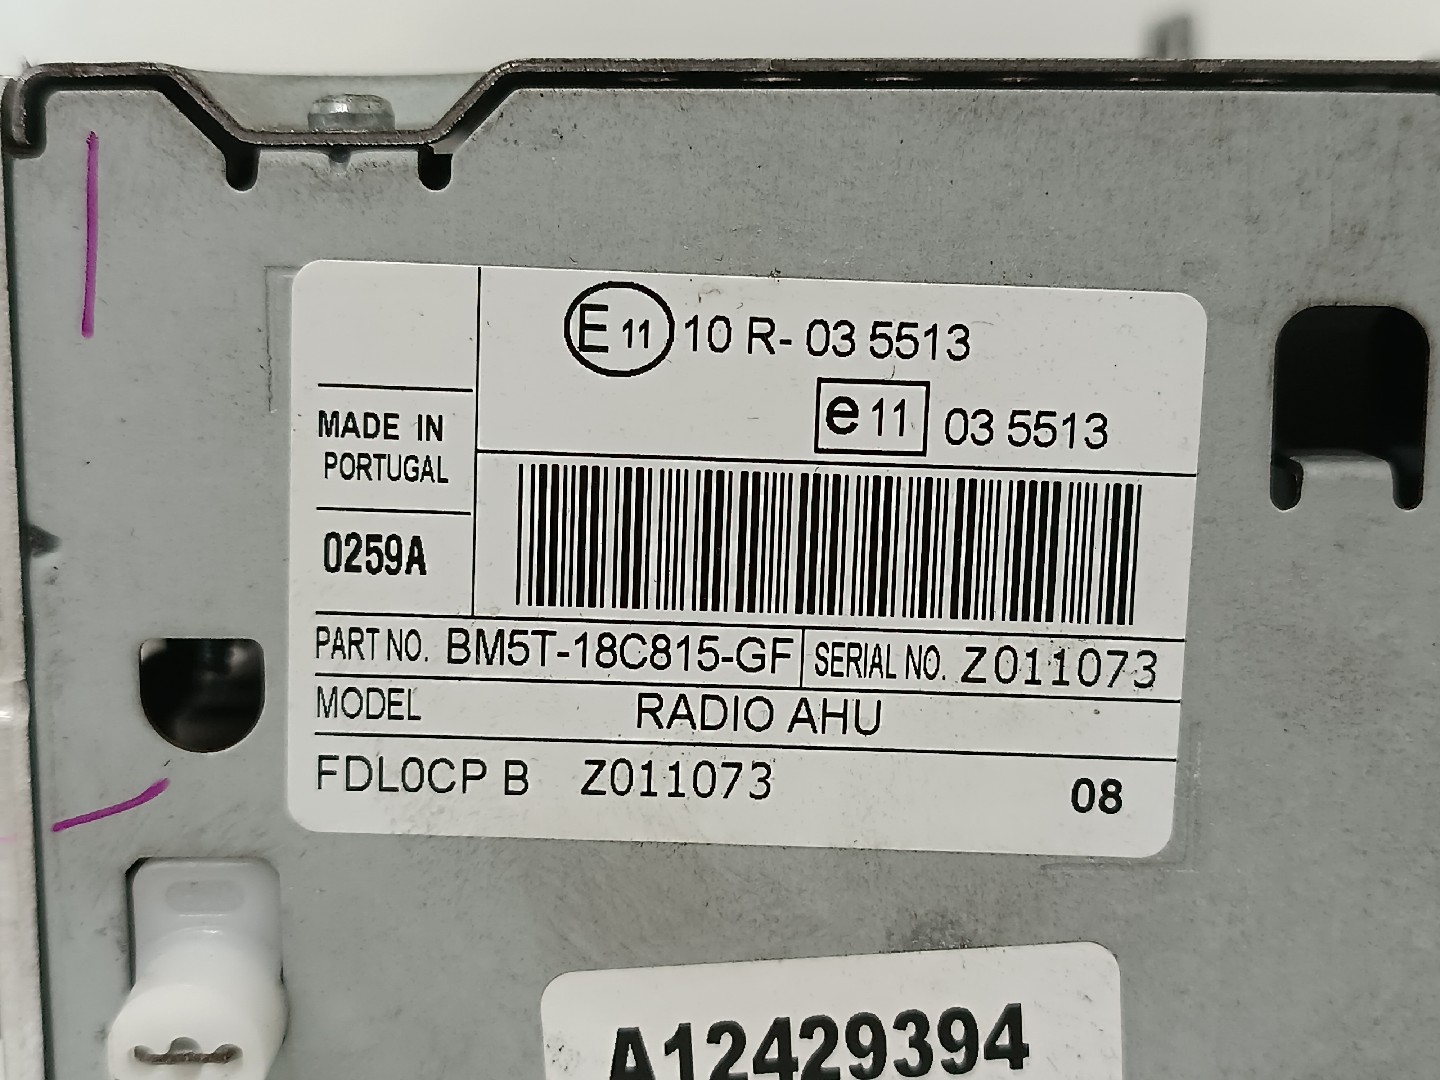 E 11 10 R- 03 5513
e 11 03 5513
MADE IN
PORTUGAL
0259A
PART NO. BM5T-18C815-GF SERIAL NO. Z011073
MODEL RADIO AHU
FDL0CP B Z011073 08
A12429394